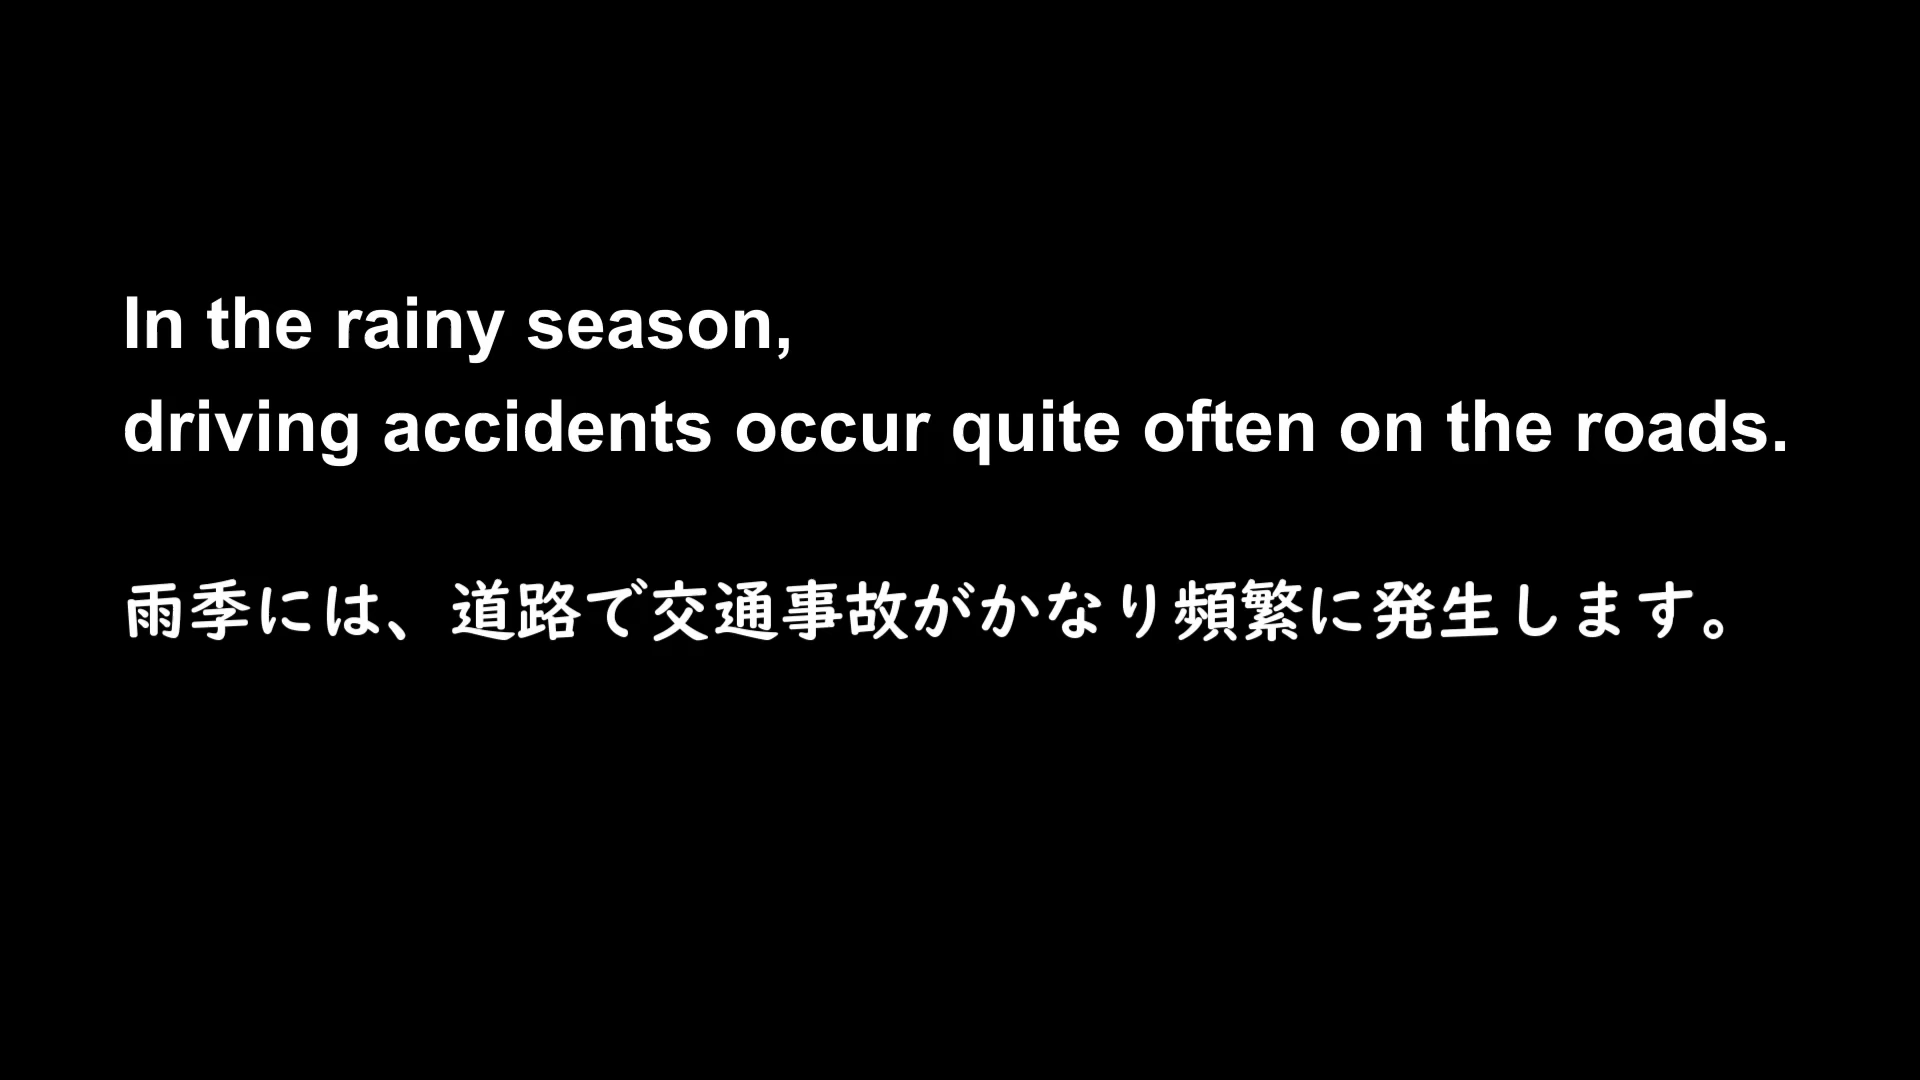 In the rainy season,
driving accidents occur quite often on the roads.
雨季には、道路で交通事故がかなり頻繁に発生します。